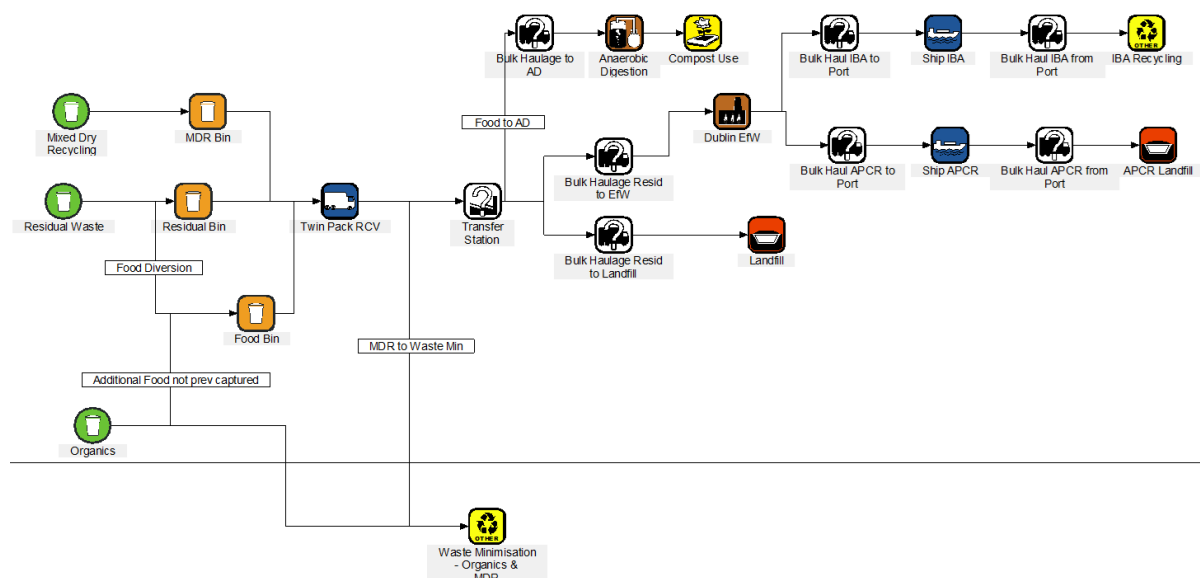 Bulk Haulage to
AD
Anaerobic
Digestion
Compost Use
Bulk Haul IBA to
Port
Ship IBA
Bulk Haul IBA from
Port
OTHER
IBA Recycling
Food to AD
Mixed Dry
Recycling
MDR Bin
Dublin EfW
Bulk Haulage Resid
to EfW
Bulk Haul APCR to
Port
Ship APCR
Bulk Haul APCR from
Port
APCR Landfill
Residual Waste
Residual Bin
Twin Pack RCV
Transfer
Station
Bulk Haulage Resid
to Landfill
Landfill
Food Diversion
Food Bin
MDR to Waste Min
Additional Food not prev captured
Organics
OTHER
Waste Minimisation
- Organics &
MDR